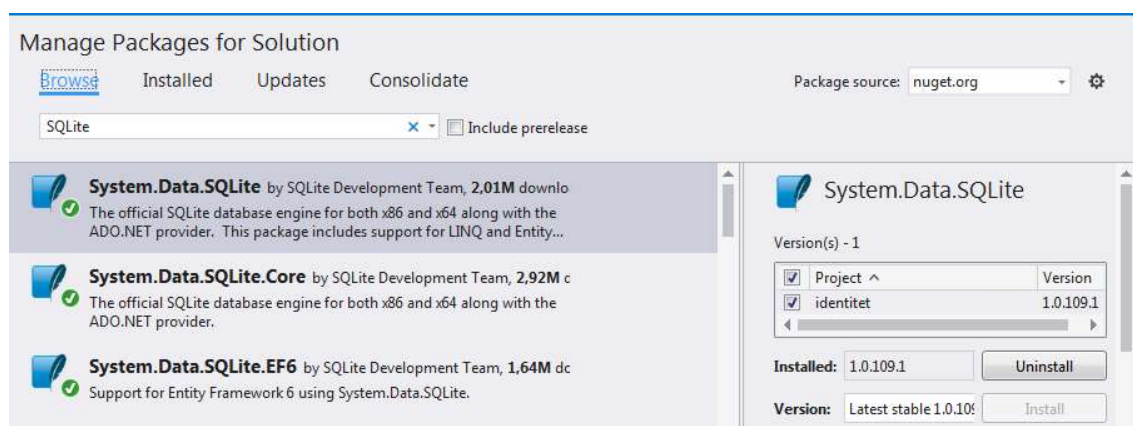 Manage Packages for Solution
Browse Installed Updates Consolidate
Package source: nuget.org
SQLite
Include prerelease
System.Data.SQLite by SQLite Development Team, 2,01M downlo
The official SQLite database engine for both x86 and x64 along with the
ADO.NET provider. This package includes support for LINQ and Entity...
System.Data.SQLite.Core by SQLite Development Team, 2,92M c
The official SQLite database engine for both x86 and x64 along with the
ADO.NET provider.
System.Data.SQLite.EF6 by SQLite Development Team, 1,64M dc
Support for Entity Framework 6 using System.Data.SQLite.
System.Data.SQLite
Version(s) - 1
Project Version
identitet 1.0.109.1
Installed: 1.0.109.1 Uninstall
Version: Latest stable 1.0.109 Install